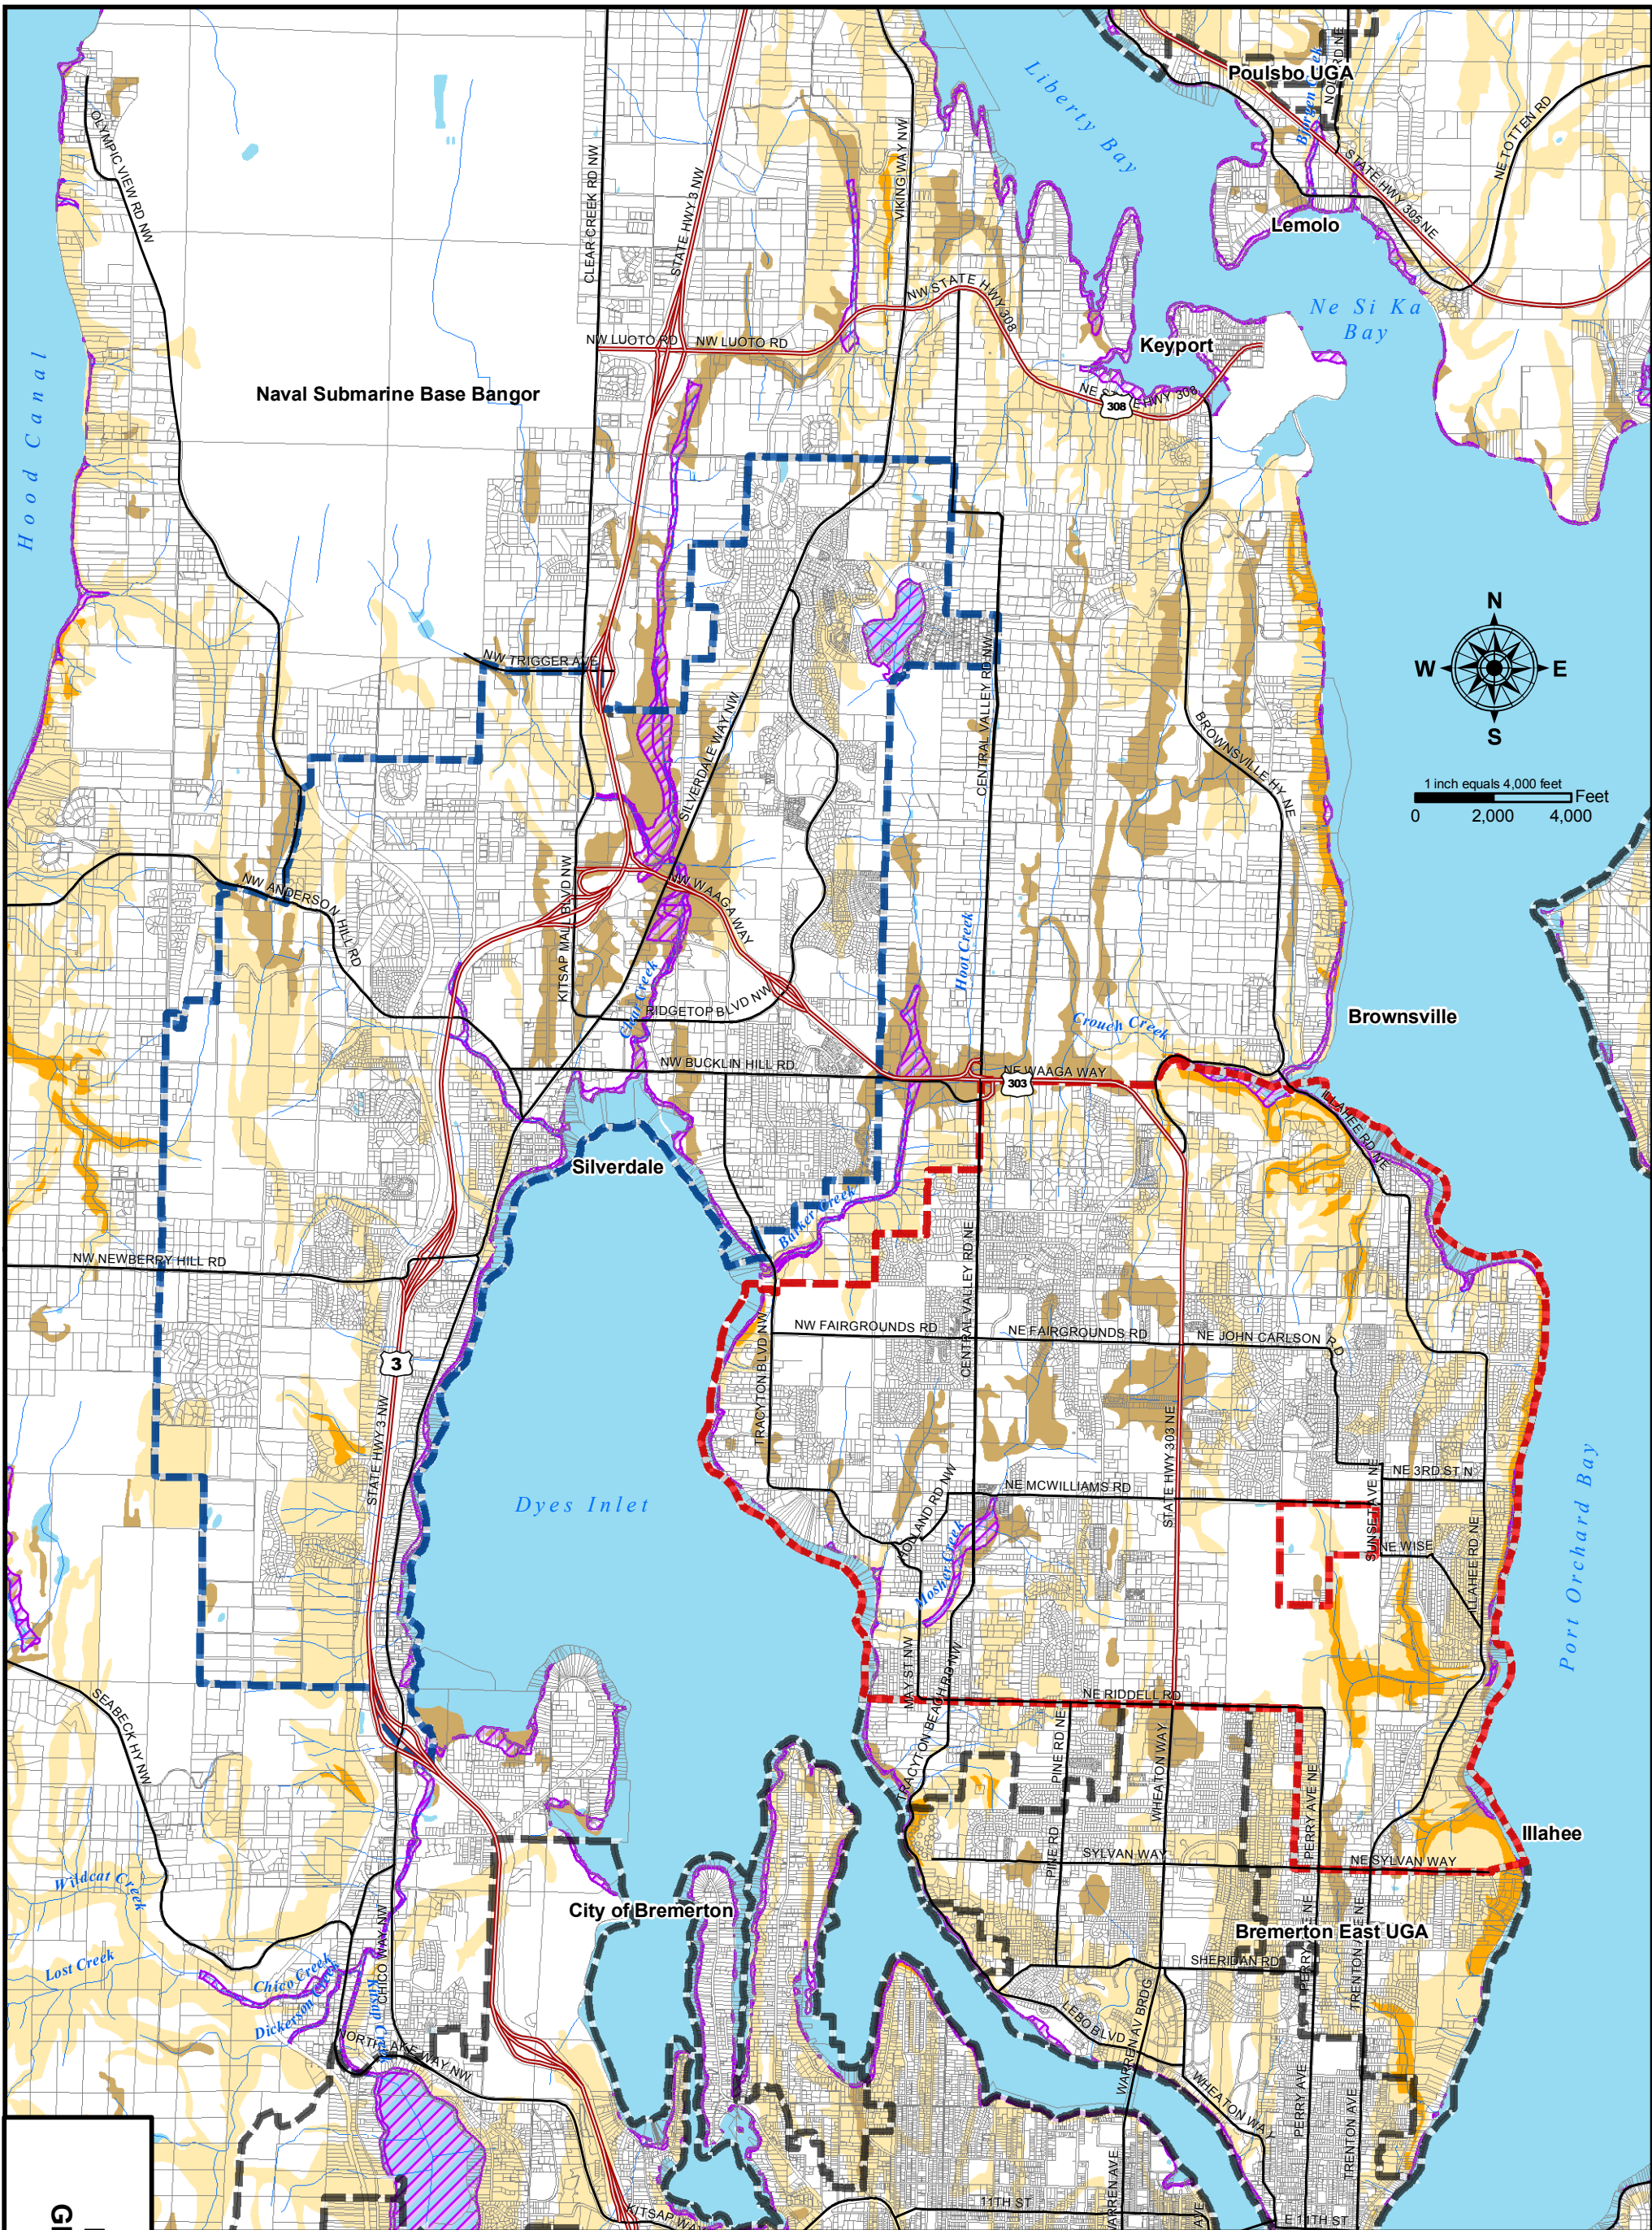 Poulsbo UGA
NE TOTTEN RD
Bjorgen Creek
Liberty Bay
STATE HWY 305 NE
Lemolo
OLYMPIC VIEW RD NW
CLEAR CREEK RD NW
STATE HWY 3 NW
VIKING WAY NW
NW STATE HWY 308
Ne Si Ka
Bay
NW LUOTO RD
NW LUOTO RD
Keyport
308
Naval Submarine Base Bangor
Hood Canal
N
W
E
S
NW TRIGGER AVE
SILVERDALE WAY NW
CENTRAL VALLEY RD NW
BROWNSVILLE HY NE
1 inch equals 4,000 feet
Feet
0
2,000
4,000
NW ANDERSON HILL RD
KITSAP MALL BLVD NW
NW WAAGA WAY
Hoot Creek
Clear Creek
RIDGETOP BLVD NW
Crouch Creek
Brownsville
NW BUCKLIN HILL RD
NE WAAGA WAY
303
ILLAHEE RD NE
Silverdale
Barker Creek
NW NEWBERRY HILL RD
CENTRAL VALLEY RD NE
TRACYTON BLVD NW
NW FAIRGROUNDS RD
NE FAIRGROUNDS RD
NE JOHN CARLSON RD
3
STATE HWY 3 NW
STATE HWY 303 NE
Dyes Inlet
NE MCWILLIAMS RD
NE 3RD ST N
SUNSET AVE NE
NE WISE
ILLAHEE RD NE
Port Orchard Bay
Mosher Creek
MAY ST NW
TRACYTON BEACH RD NW
NE RIDDELL RD
SEABECK HY NW
PINE RD NE
WHEATON WAY
PERRY AVE NE
PINE RD
SYLVAN WAY
NE SYLVAN WAY
Illahee
Wildcat Creek
City of Bremerton
Bremerton East UGA
Lost Creek
Chico Creek
Dickerson Creek
Kitsap Creek
CHICO WAY NW
NORTHLAKE WAY NW
SHERIDAN RD
TRENTON AVE NE
LEBO BLVD
WARREN AV BRDG
WHEATON WAY
PERRY AVE
TRENTON AVE
11TH ST
E 11TH ST